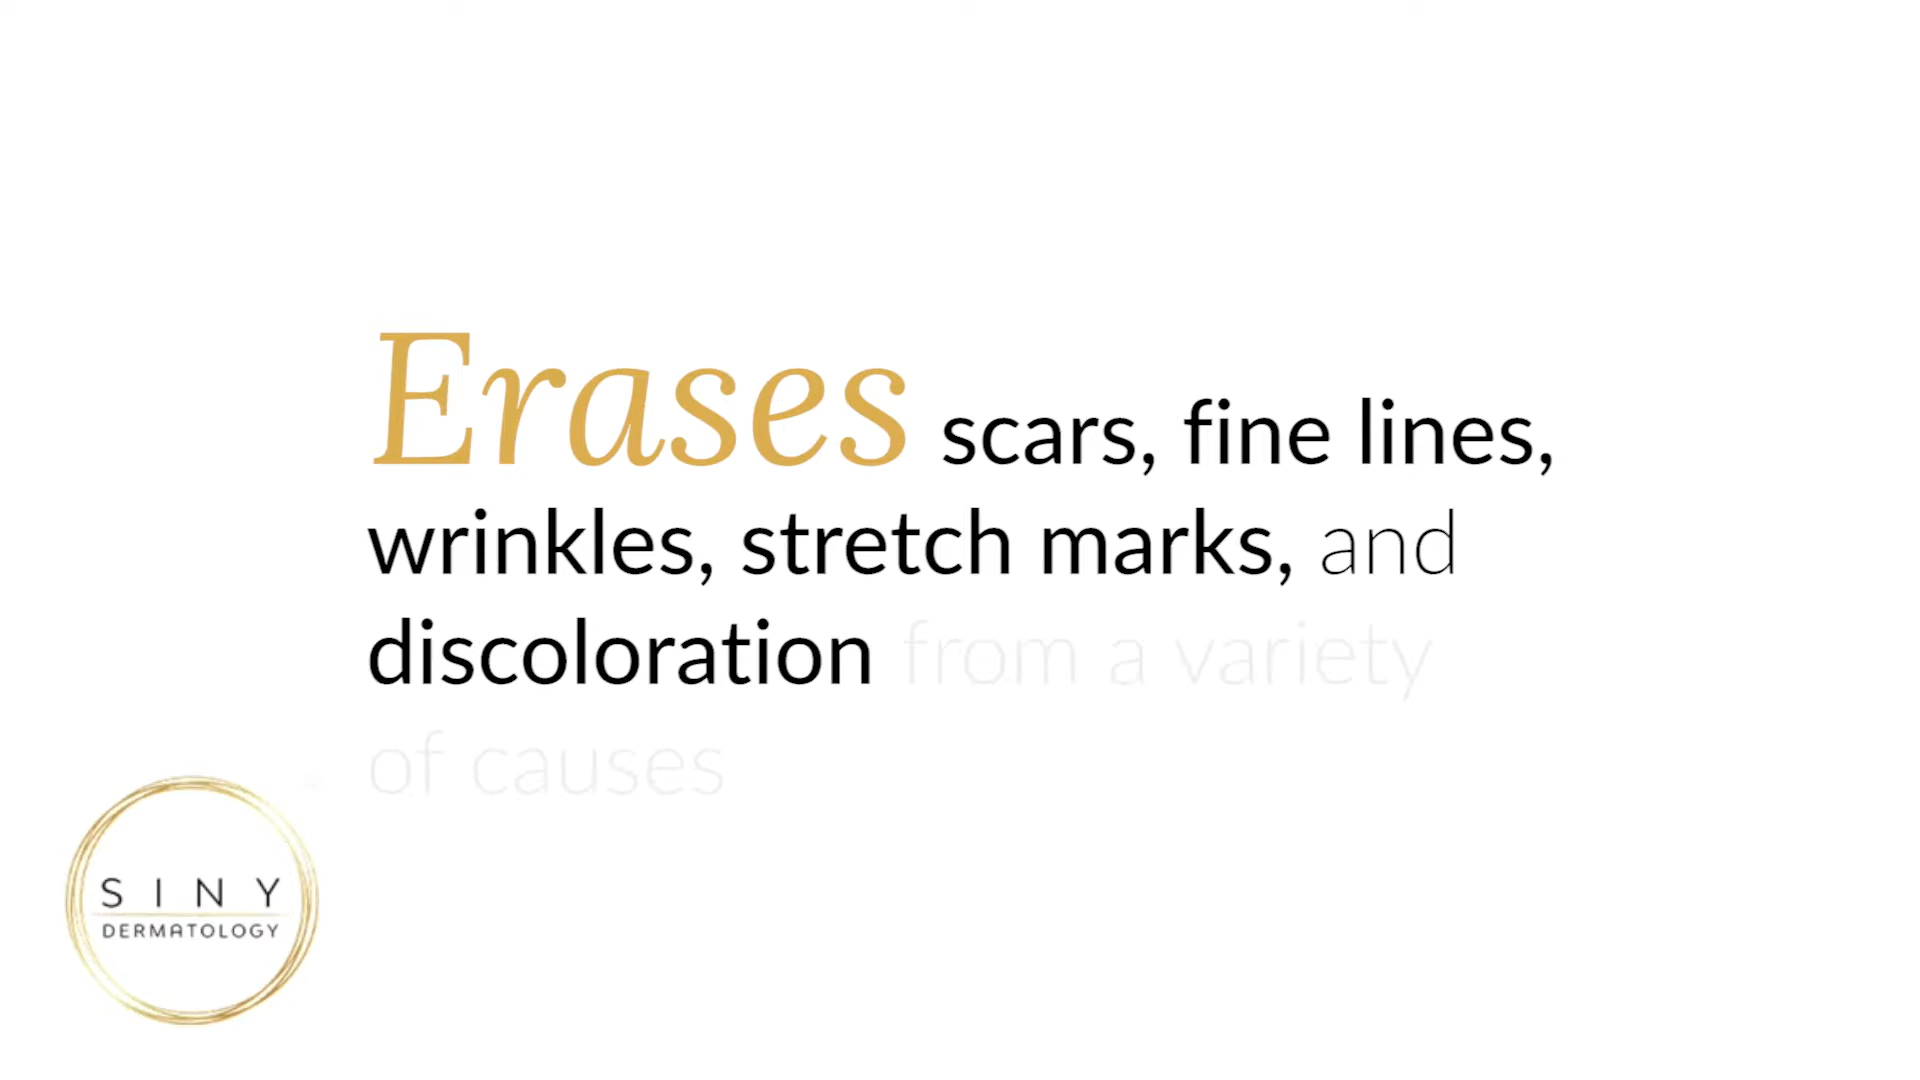 Erases scars, fine lines,
wrinkles, stretch marks, and
discoloration from a variety
of causes
SINY
DERMATOLOGY